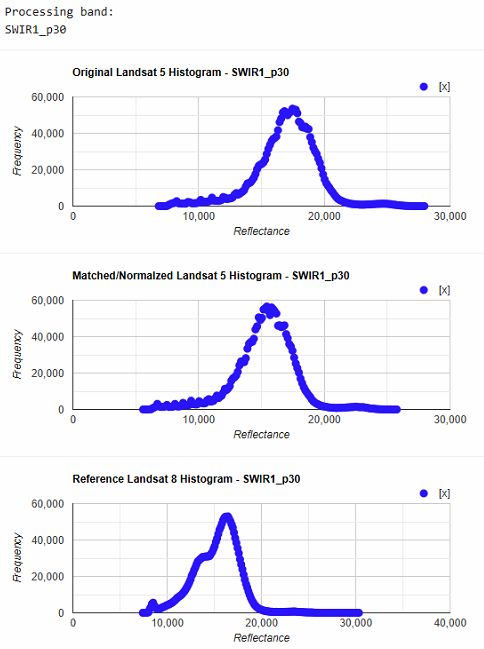 Processing band:
SWIR1_p30
Original Landsat 5 Histogram - SWIR1_p30
[x]
60,000
40,000
20,000
0
Frequency
0 10,000 20,000 30,000
Reflectance
Matched/Normalzed Landsat 5 Histogram - SWIR1_p30
[x]
60,000
40,000
20,000
0
Frequency
0 10,000 20,000 30,000
Reflectance
Reference Landsat 8 Histogram - SWIR1_p30
[x]
60,000
40,000
20,000
0
Frequency
0 10,000 20,000 30,000 40,000
Reflectance